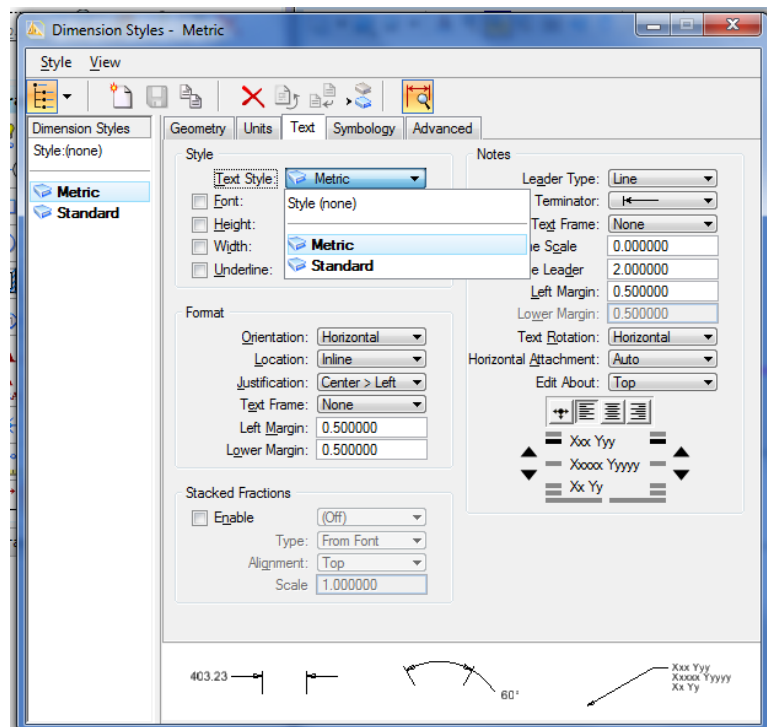 Dimension Styles - Metric
Style View
Dimension Styles
Style:(none)
Metric
Standard
Geometry Units Text Symbology Advanced
Style
Text Style: Metric
Font:
Height:
Width:
Underline:
Style (none)
Metric
Standard
Format
Orientation: Horizontal
Location: Inline
Justification: Center > Left
Text Frame: None
Left Margin: 0.500000
Lower Margin: 0.500000
Stacked Fractions
Enable (Off)
Type: From Font
Alignment: Top
Scale 1.000000
Notes
Leader Type: Line
Terminator:
Text Frame: None
e Scale 0.000000
e Leader 2.000000
Left Margin: 0.500000
Lower Margin: 0.500000
Text Rotation: Horizontal
Horizontal Attachment: Auto
Edit About: Top
Xxx Yyy
Xxxxx Yyyyy
Xx Yy
403.23
60°
Xxx Yyy
Xxxxx Yyyyy
Xx Yy